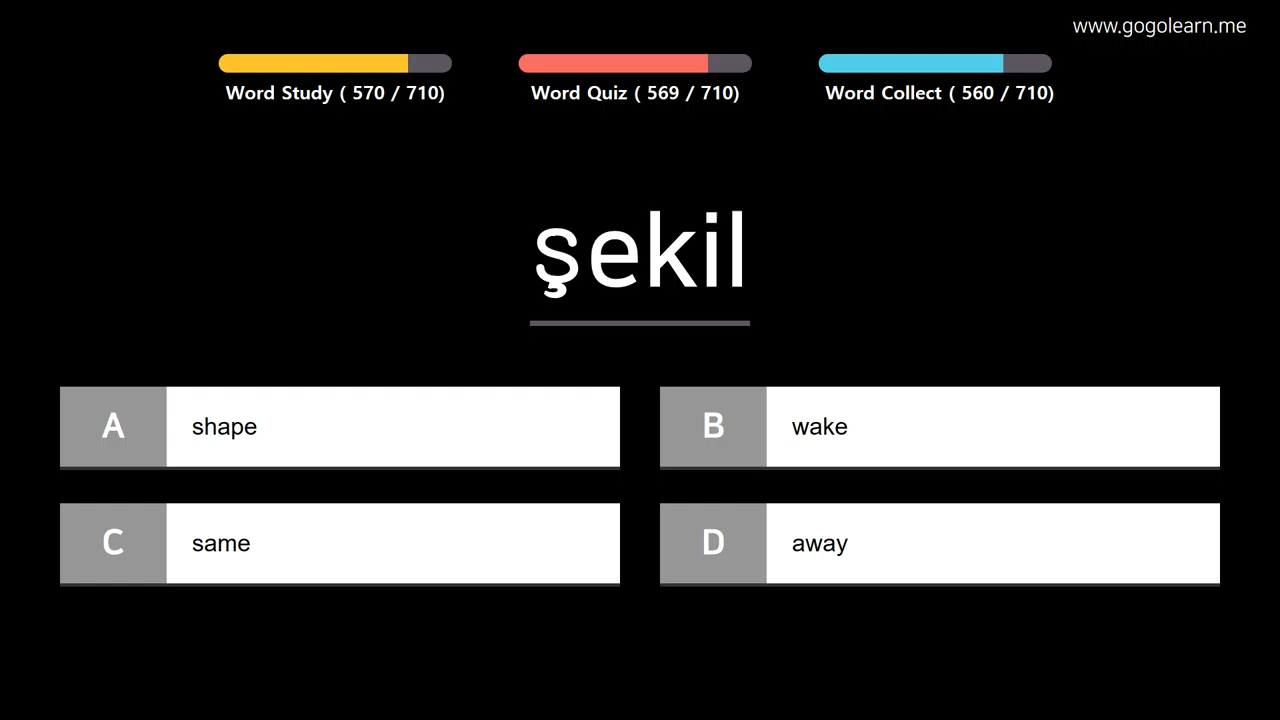 www.gogolearn.me
Word Study ( 570 / 710)
Word Quiz ( 569 / 710)
Word Collect ( 560 / 710)
şekil
A shape
B wake
C same
D away